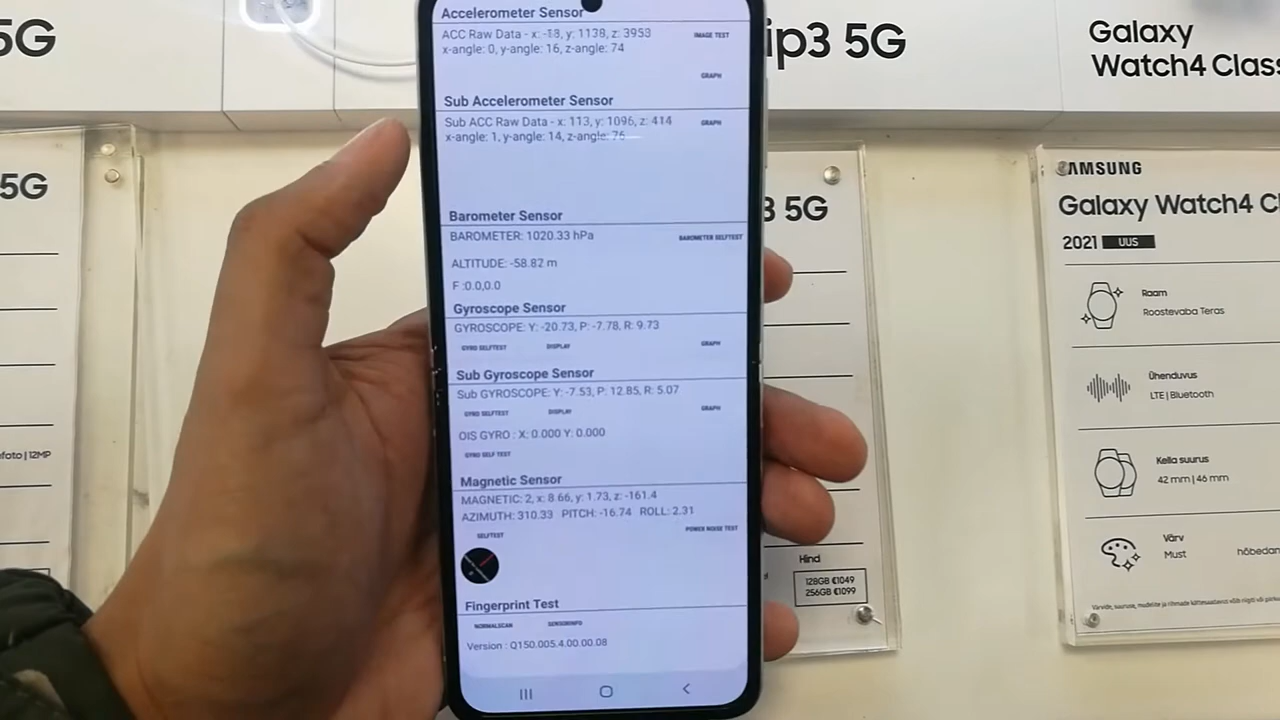 5G
ip3 5G
Galaxy
Watch4 Class
Accelerometer Sensor
ACC Raw Data - x: -18, y: 1138, z: 3953
IMAGE TEST
x-angle: 0, y-angle: 16, z-angle: 74
GRAPH
Sub Accelerometer Sensor
Sub ACC Raw Data - x: 113, y: 1096, z: 414
GRAPH
x-angle: 1, y-angle: 14, z-angle: 76
Barometer Sensor
BAROMETER: 1020.33 hPa
BAROMETER SELFTEST
ALTITUDE: -58.82 m
F :0.0,0.0
Gyroscope Sensor
GYROSCOPE: Y: -20.73, P: -7.78, R: 9.73
GYRO SELFTEST DISPLAY GRAPH
Sub Gyroscope Sensor
Sub GYROSCOPE: Y: -7.53, P: 12.85, R: 5.07
GYRO SELFTEST DISPLAY GRAPH
OIS GYRO : X: 0.000 Y: 0.000
GYRO SELF TEST
Magnetic Sensor
MAGNETIC: 2, x: 8.66, y: 1.73, z: -161.4
AZIMUTH: 310.33 PITCH: -16.74 ROLL: 2.31
SELFTEST POWER NOISE TEST
Fingerprint Test
NORMALSCAN SENSORINFO
Version : Q150.005.4.00.00.08
5G
efoto | 12MP
3 5G
Hind
128GB €1049
256GB €1099
SAMSUNG
Galaxy Watch4 Cl
2021 UUS
Raam
Roostevaba Teras
Ühenduvus
LTE | Bluetooth
Kella suurus
42 mm | 46 mm
Värv
Must hõbedan